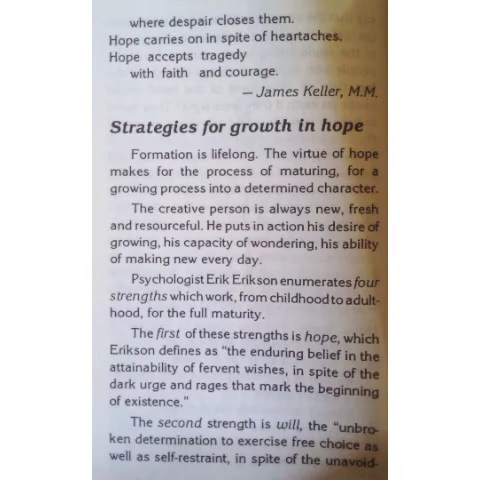 where despair closes them.
Hope carries on in spite of heartaches.
Hope accepts tragedy
with faith and courage.
— James Keller, M.M.
Strategies for growth in hope
Formation is lifelong. The virtue of hope
makes for the process of maturing, for a
growing process into a determined character.
The creative person is always new, fresh
and resourceful. He puts in action his desire of
growing, his capacity of wondering, his ability
of making new every day.
Psychologist Erik Erikson enumerates four
strengths which work, from childhood to adult-
hood, for the full maturity.
The first of these strengths is hope, which
Erikson defines as "the enduring belief in the
attainability of fervent wishes, in spite of the
dark urge and rages that mark the beginning
of existence."
The second strength is will, the "unbro-
ken determination to exercise free choice as
well as self-restraint, in spite of the unavoid-